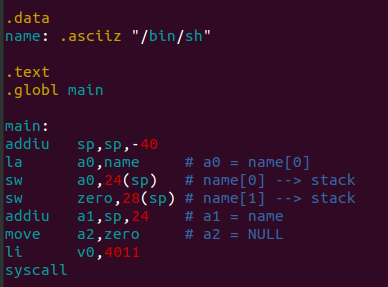 .data
name: .asciiz "/bin/sh"
.text
.globl main
main:
addiu sp,sp,-40
la a0,name # a0 = name[0]
sw a0,24(sp) # name[0] --> stack
sw zero,28(sp) # name[1] --> stack
addiu a1,sp,24 # a1 = name
move a2,zero # a2 = NULL
li v0,4011
syscall